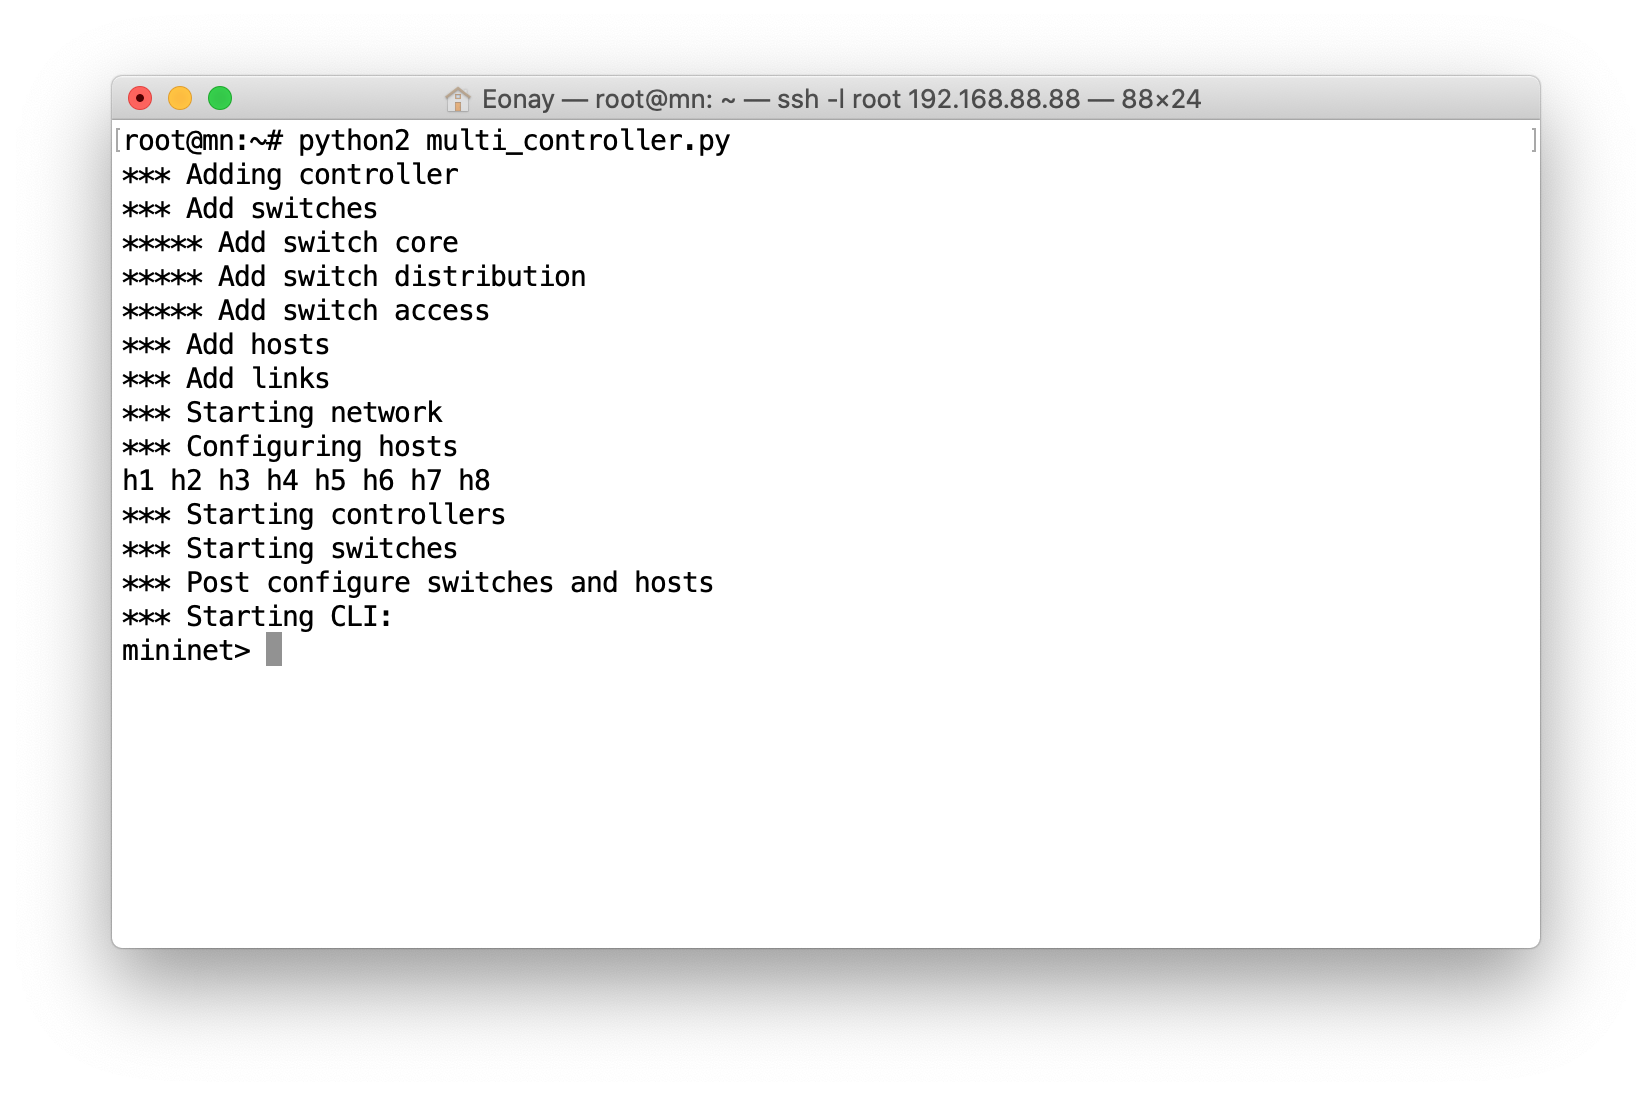 Eonay — root@mn: ~ — ssh -l root 192.168.88.88 — 88×24
[root@mn:~# python2 multi_controller.py ]
*** Adding controller
*** Add switches
***** Add switch core
***** Add switch distribution
***** Add switch access
*** Add hosts
*** Add links
*** Starting network
*** Configuring hosts
h1 h2 h3 h4 h5 h6 h7 h8
*** Starting controllers
*** Starting switches
*** Post configure switches and hosts
*** Starting CLI:
mininet>